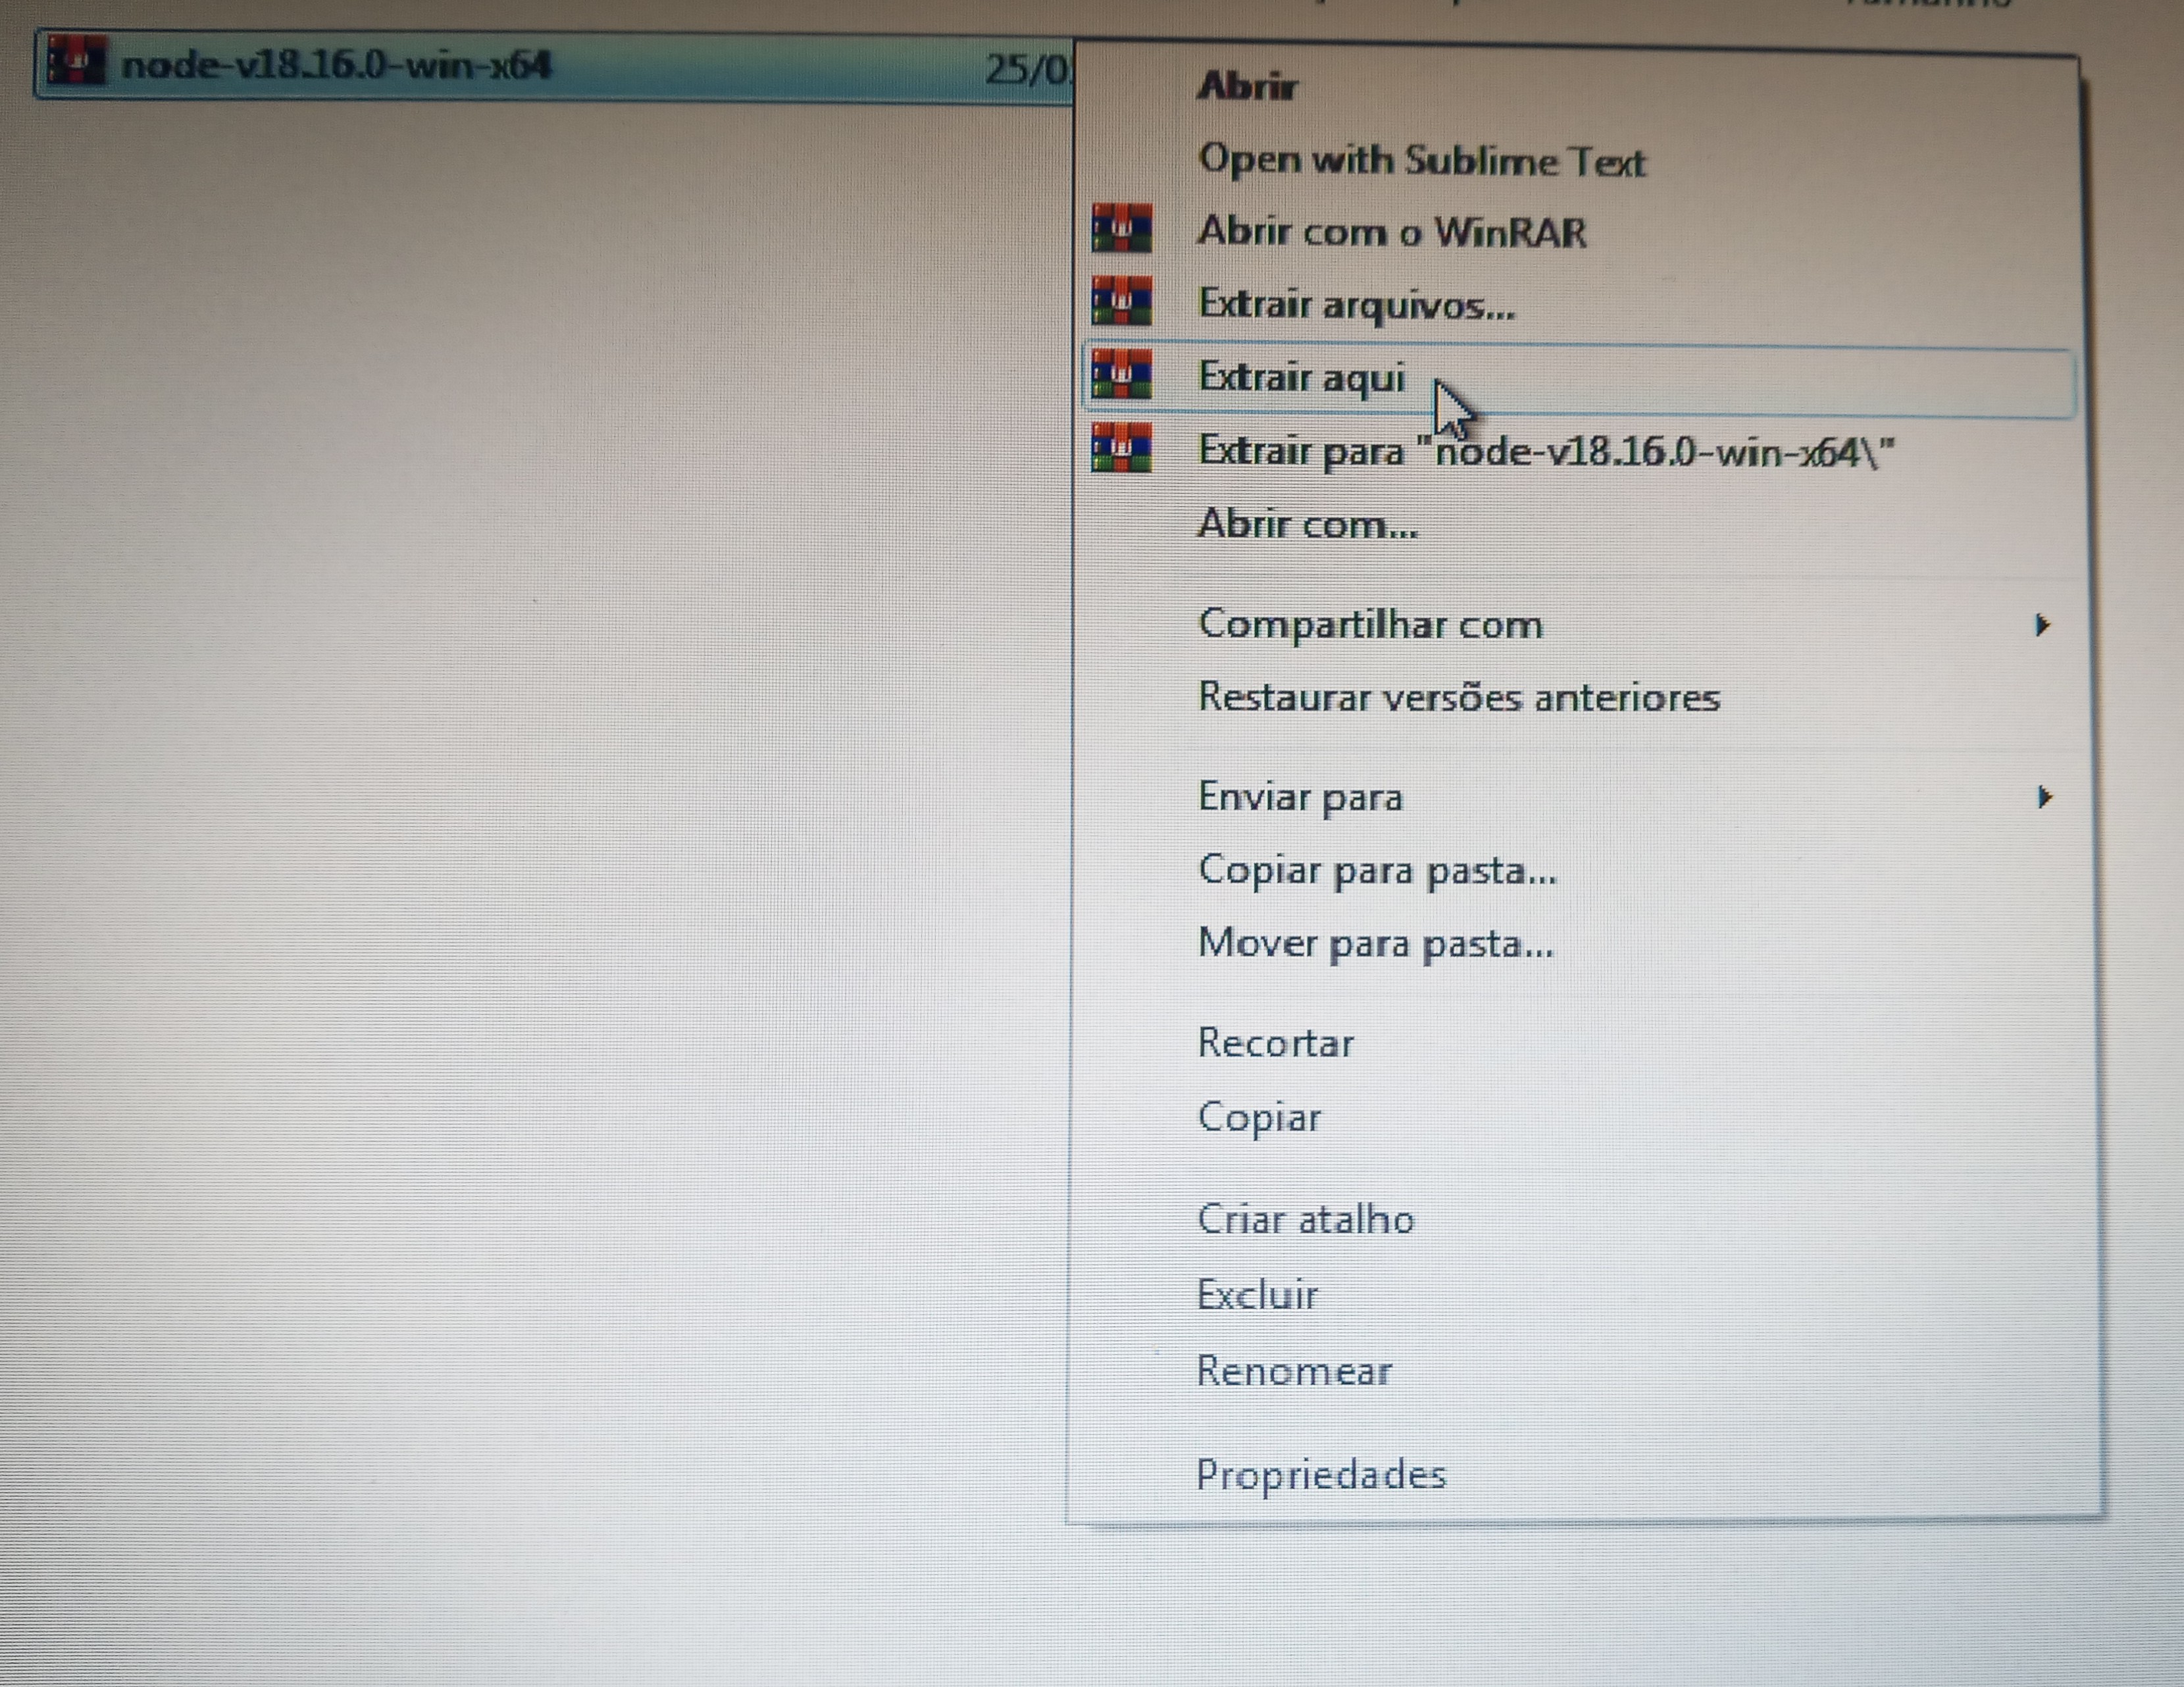 node-v18.16.0-win-x64
25/0
Abrir
Open with Sublime Text
Abrir com o WinRAR
Extrair arquivos...
Extrair aqui
Extrair para "node-v18.16.0-win-x64\"
Abrir com...
Compartilhar com
Restaurar versões anteriores
Enviar para
Copiar para pasta...
Mover para pasta...
Recortar
Copiar
Criar atalho
Excluir
Renomear
Propriedades